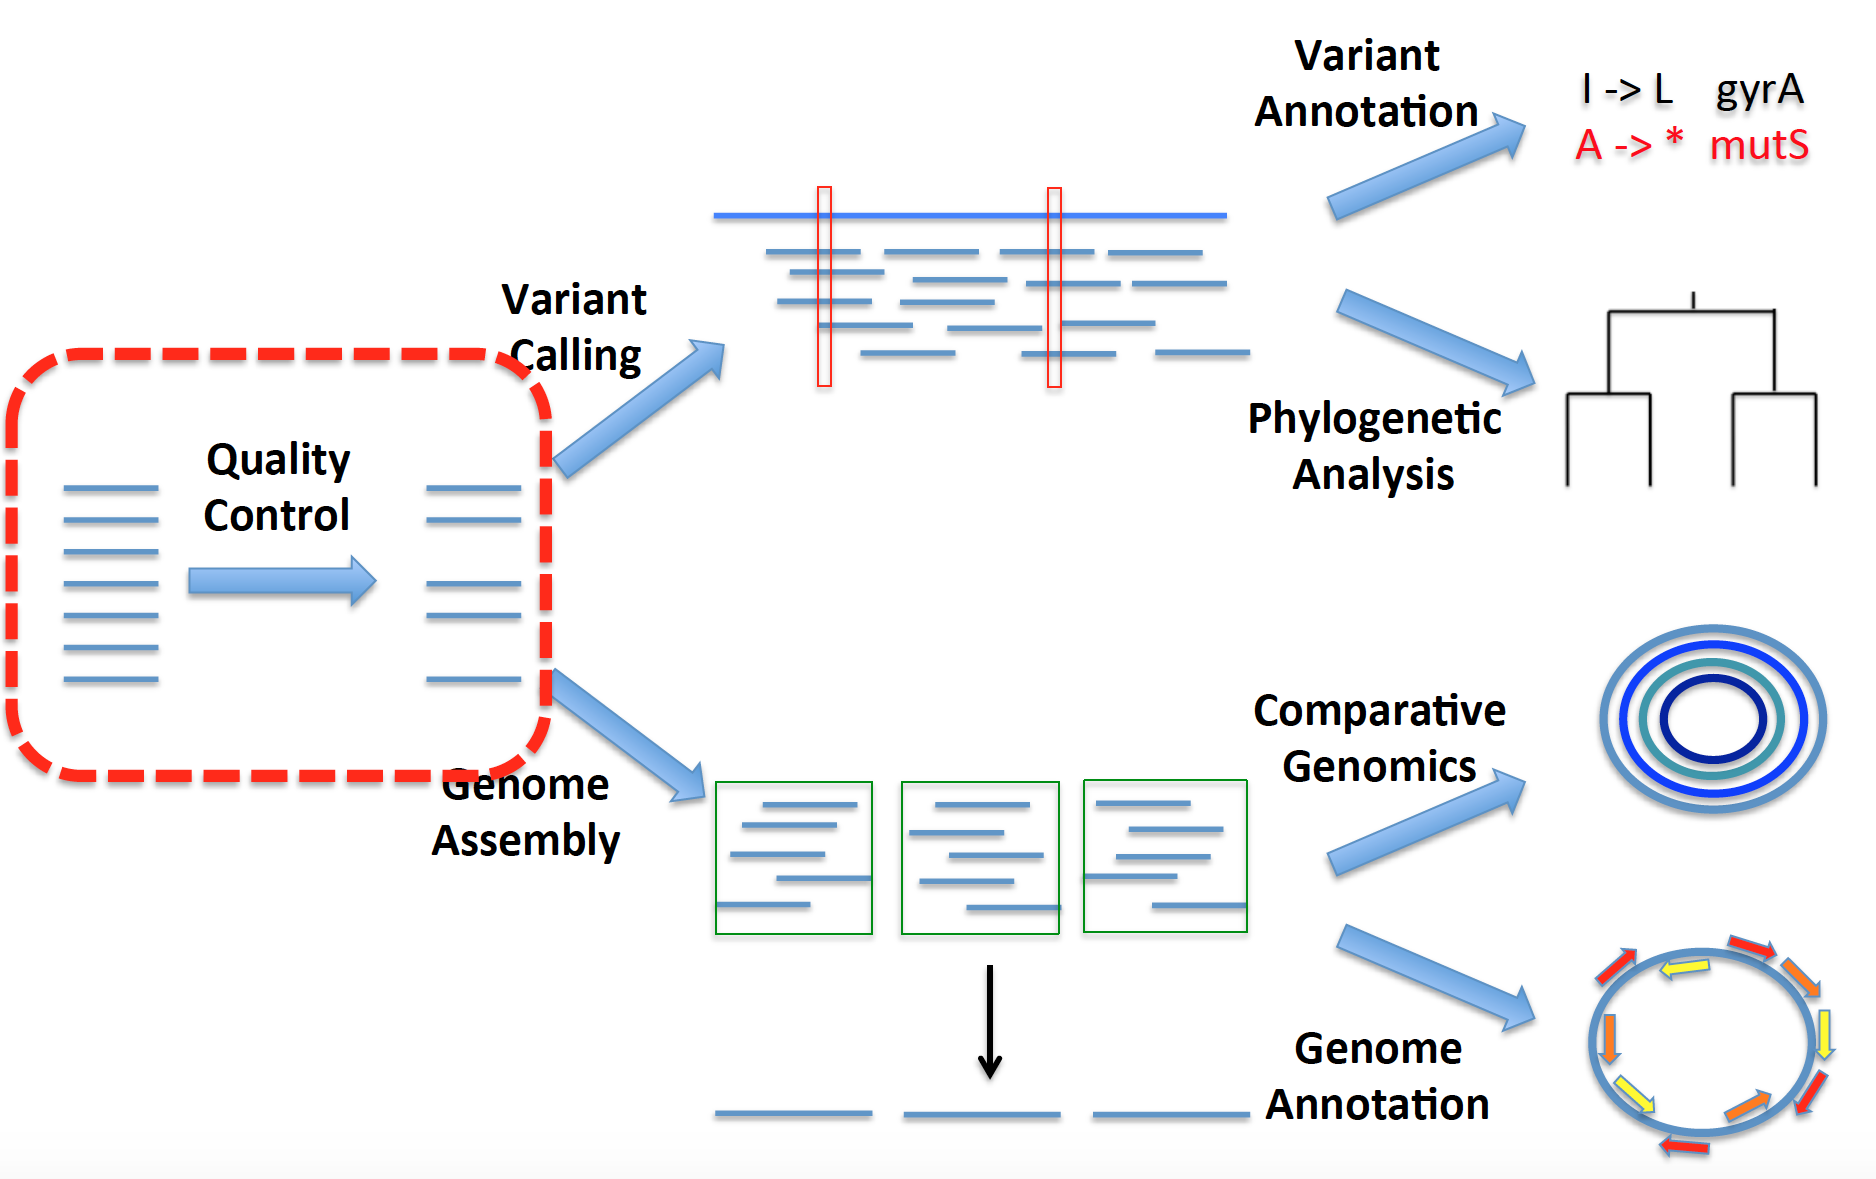 Variant
Annotation
I -> L gyrA
A -> * mutS
Variant
Calling
Phylogenetic
Analysis
Quality
Control
Genome
Assembly
Comparative
Genomics
Genome
Annotation